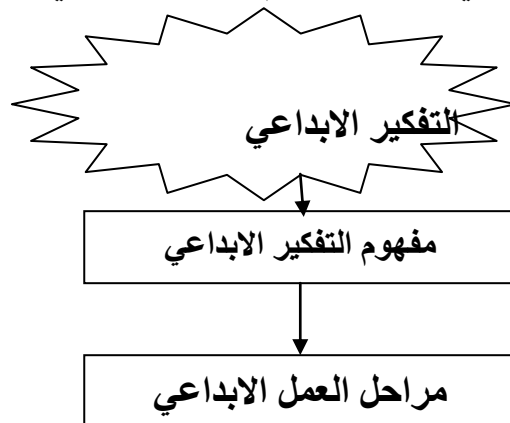 التفكير الابداعي
مفهوم التفكير الابداعي
مراحل العمل الابداعي